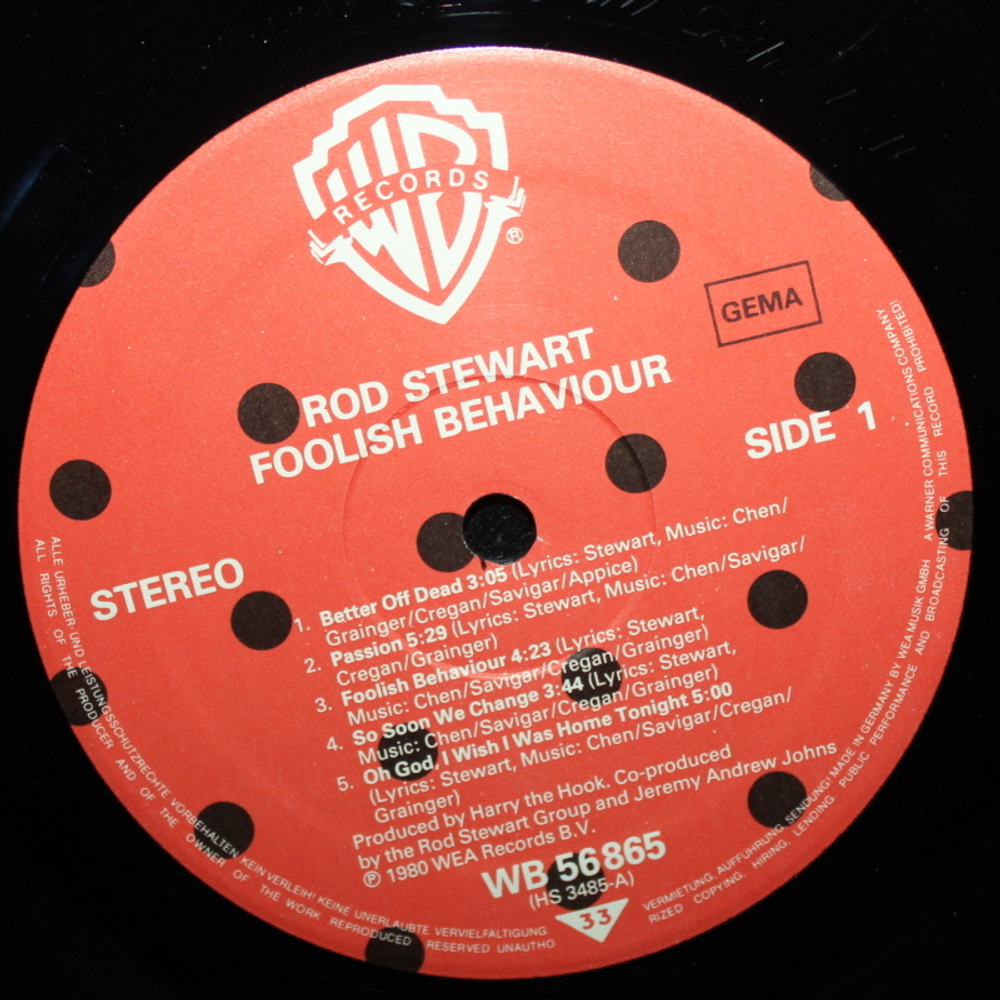 RECORDS
®
GEMA
ROD STEWART
FOOLISH BEHAVIOUR
SIDE 1
STEREO
1. Better Off Dead 3:05 (Lyrics: Stewart, Music: Chen/
Grainger/Cregan/Savigar/Appice)
2. Passion 5:29 (Lyrics: Stewart, Music: Chen/Savigar/
Cregan/Grainger)
3. Foolish Behaviour 4:23 (Lyrics: Stewart,
Music: Chen/Savigar/Cregan/Grainger)
4. So Soon We Change 3:44 (Lyrics: Stewart,
Music: Chen/Savigar/Cregan/Grainger)
5. Oh God, I Wish I Was Home Tonight 5:00
(Lyrics: Stewart, Music: Chen/Savigar/Cregan/
Grainger)
Produced by Harry the Hook. Co-produced
by the Rod Stewart Group and Jeremy Andrew Johns
℗ 1980 WEA Records B.V.
WB 56 865
(HS 3485-A)
33
ALLE URHEBER- UND LEISTUNGSSCHUTZRECHTE VORBEHALTEN KEIN VERLEIH! KEINE UNERLAUBTE VERVIELFÄLTIGUNG. VERMIETUNG, AUFFÜHRUNG, SENDUNG! MADE IN GERMANY BY WEA MUSIK GMBH A WARNER COMMUNICATIONS COMPANY
ALL RIGHTS OF THE PRODUCER AND OF THE OWNER OF THE WORK REPRODUCED RESERVED UNAUTHORIZED COPYING, HIRING, LENDING PUBLIC PERFORMANCE AND BROADCASTING OF THIS RECORD PROHIBITED!